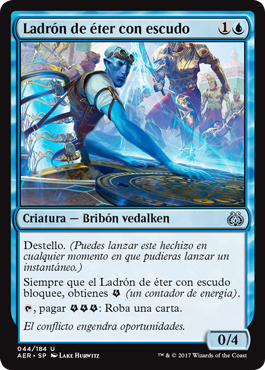 Ladrón de éter con escudo 1
Criatura — Bribón vedalken
Destello. (Puedes lanzar este hechizo en
cualquier momento en que pudieras lanzar un
instantáneo.)
Siempre que el Ladrón de éter con escudo
bloquee, obtienes (un contador de energía).
, pagar : Roba una carta.
El conflicto engendra oportunidades.
0/4
044/184 U
AER • SP Lake Hurwitz
™ & © 2017 Wizards of the Coast